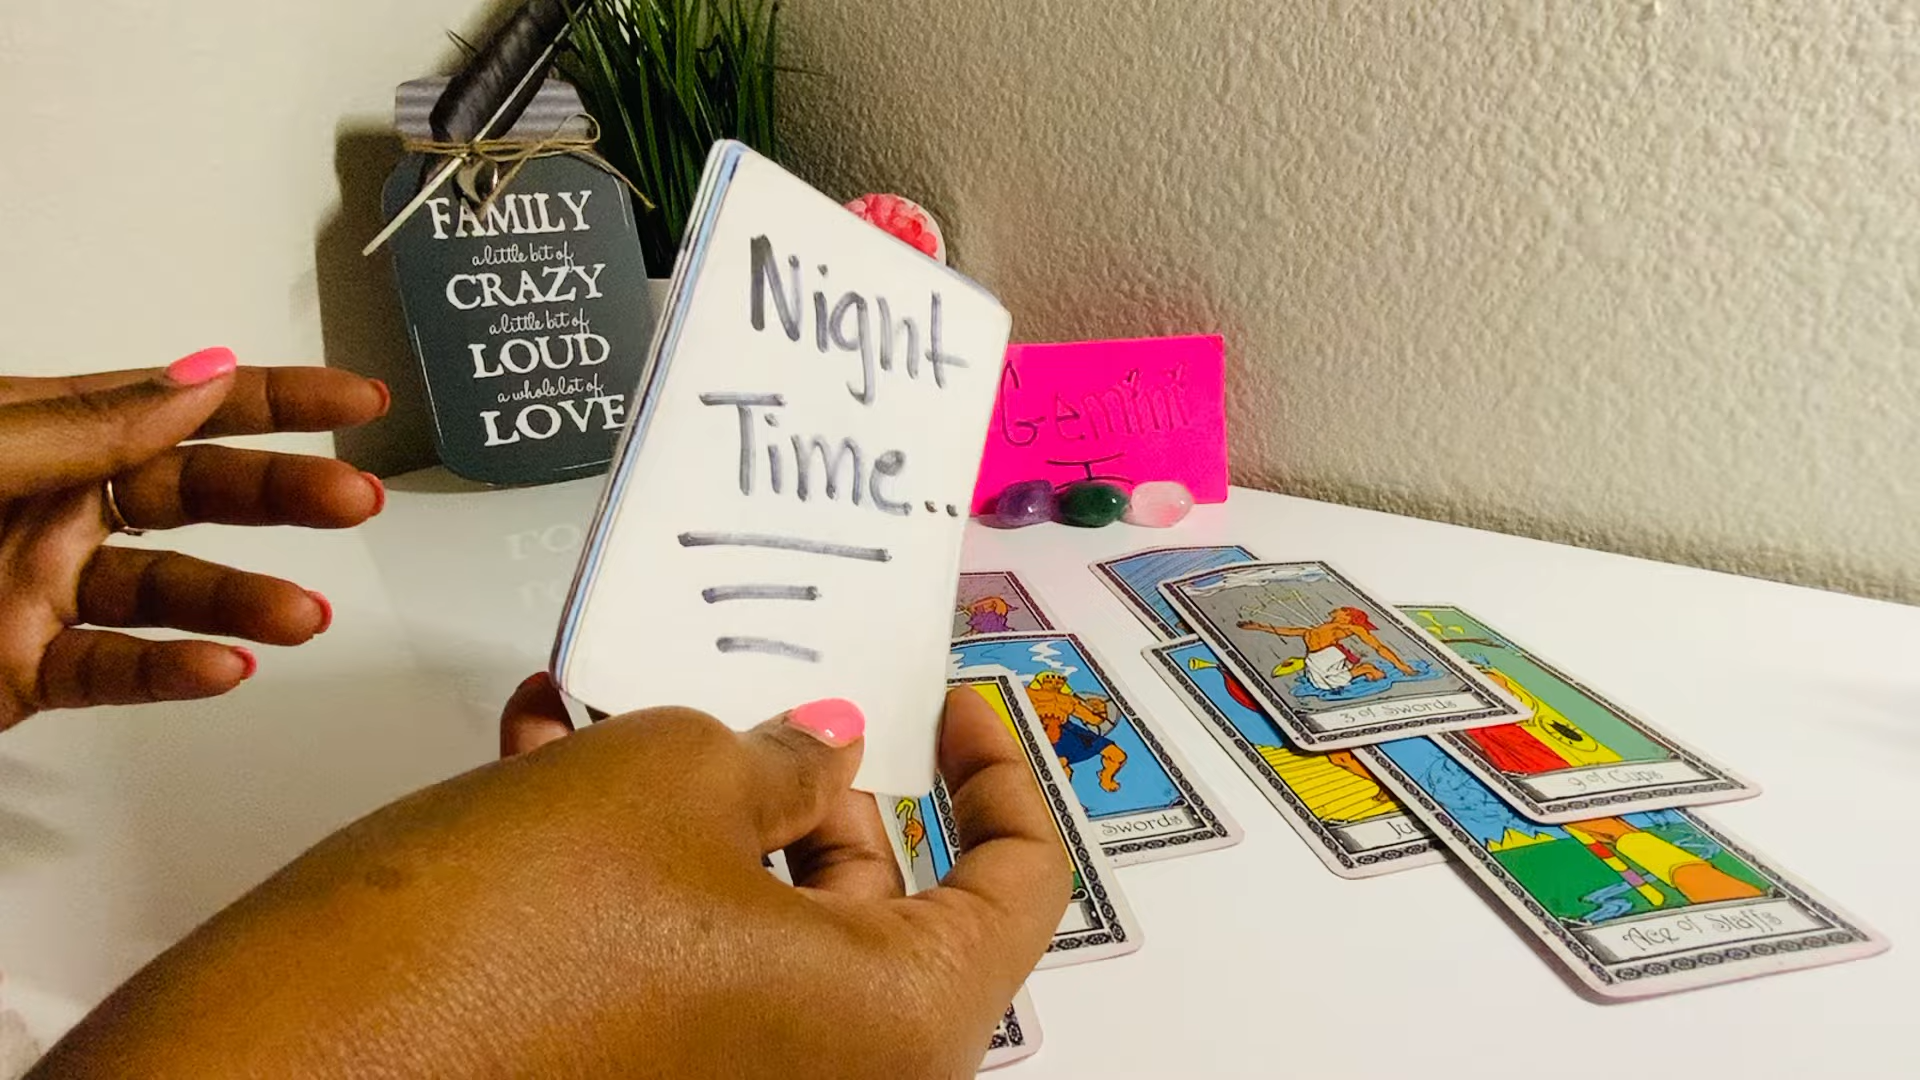 FAMILY
a little bit of
CRAZY
a little bit of
LOUD
a whole lot of
LOVE
Night
Time..
Gemini
3 of Swords
9 of Cups
Swords
Ju
Ace of Staffs